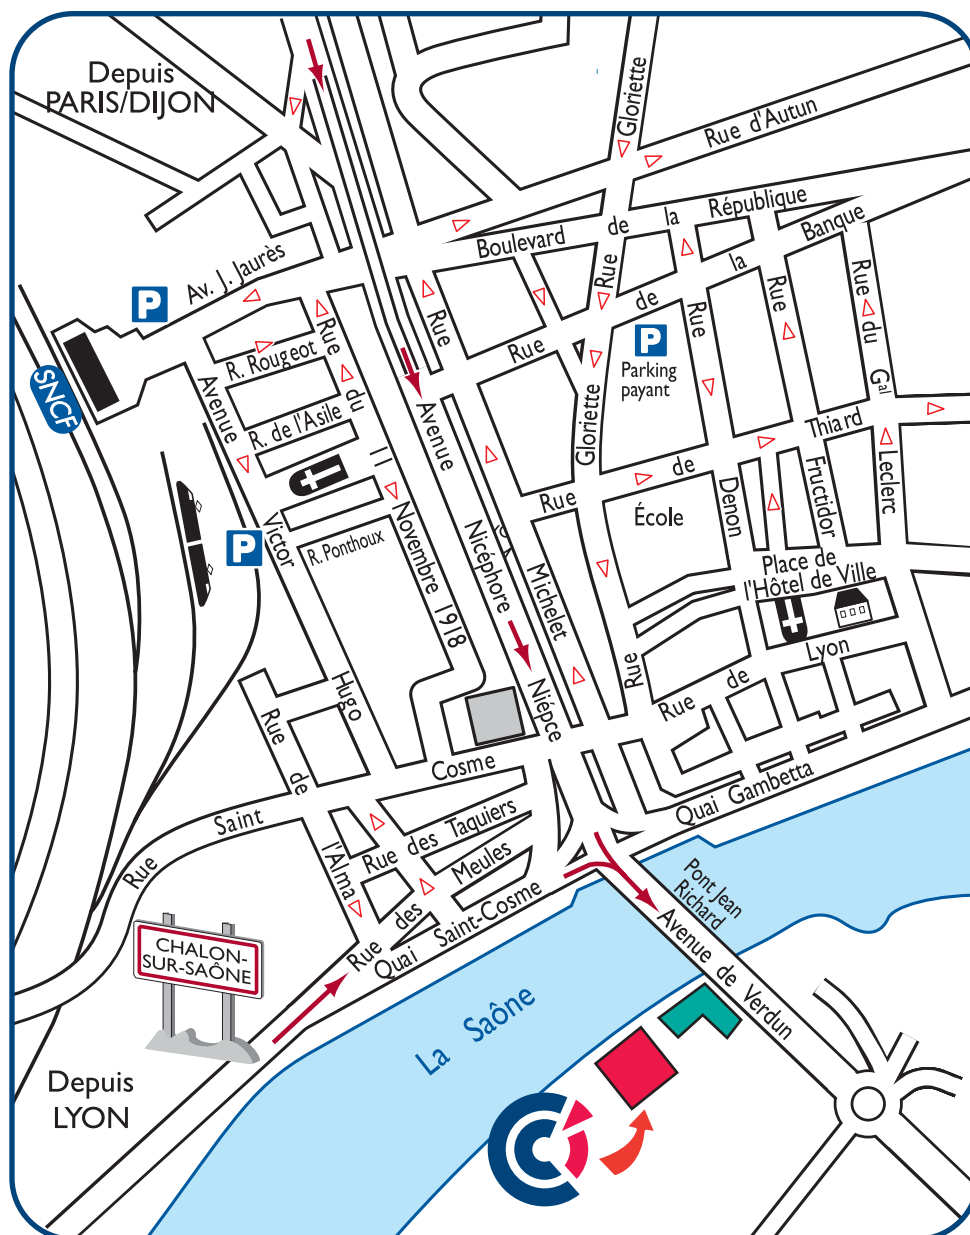 Depuis
PARIS/DIJON
Rue d'Autun
Gloriette
de
Rue
Boulevard
de
la
République
Rue
de
la
Banque
Av. J. Jaurès
P
P
Parking
payant
SNCF
R. Rougeot
R. de l'Asile
Rue
du
11
Novembre 1918
Avenue
Victor
Hugo
P
R. Ponthoux
Avenue
Nicéphore
Niépce
Rue
Michelet
Gloriette
Rue
Rue
de
Thiard
École
Rue
Denon
Rue
Fructidor
Rue
du
Gal
Leclerc
Place de
l'Hôtel de Ville
Rue
de
Lyon
Rue
de
l'Alma
Rue
Saint
Cosme
Rue des Taquiers
Rue
des
Meules
Quai Saint-Cosme
Quai Gambetta
Pont Jean
Richard
Avenue de Verdun
La Saône
CHALON-
SUR-SAÔNE
Depuis
LYON